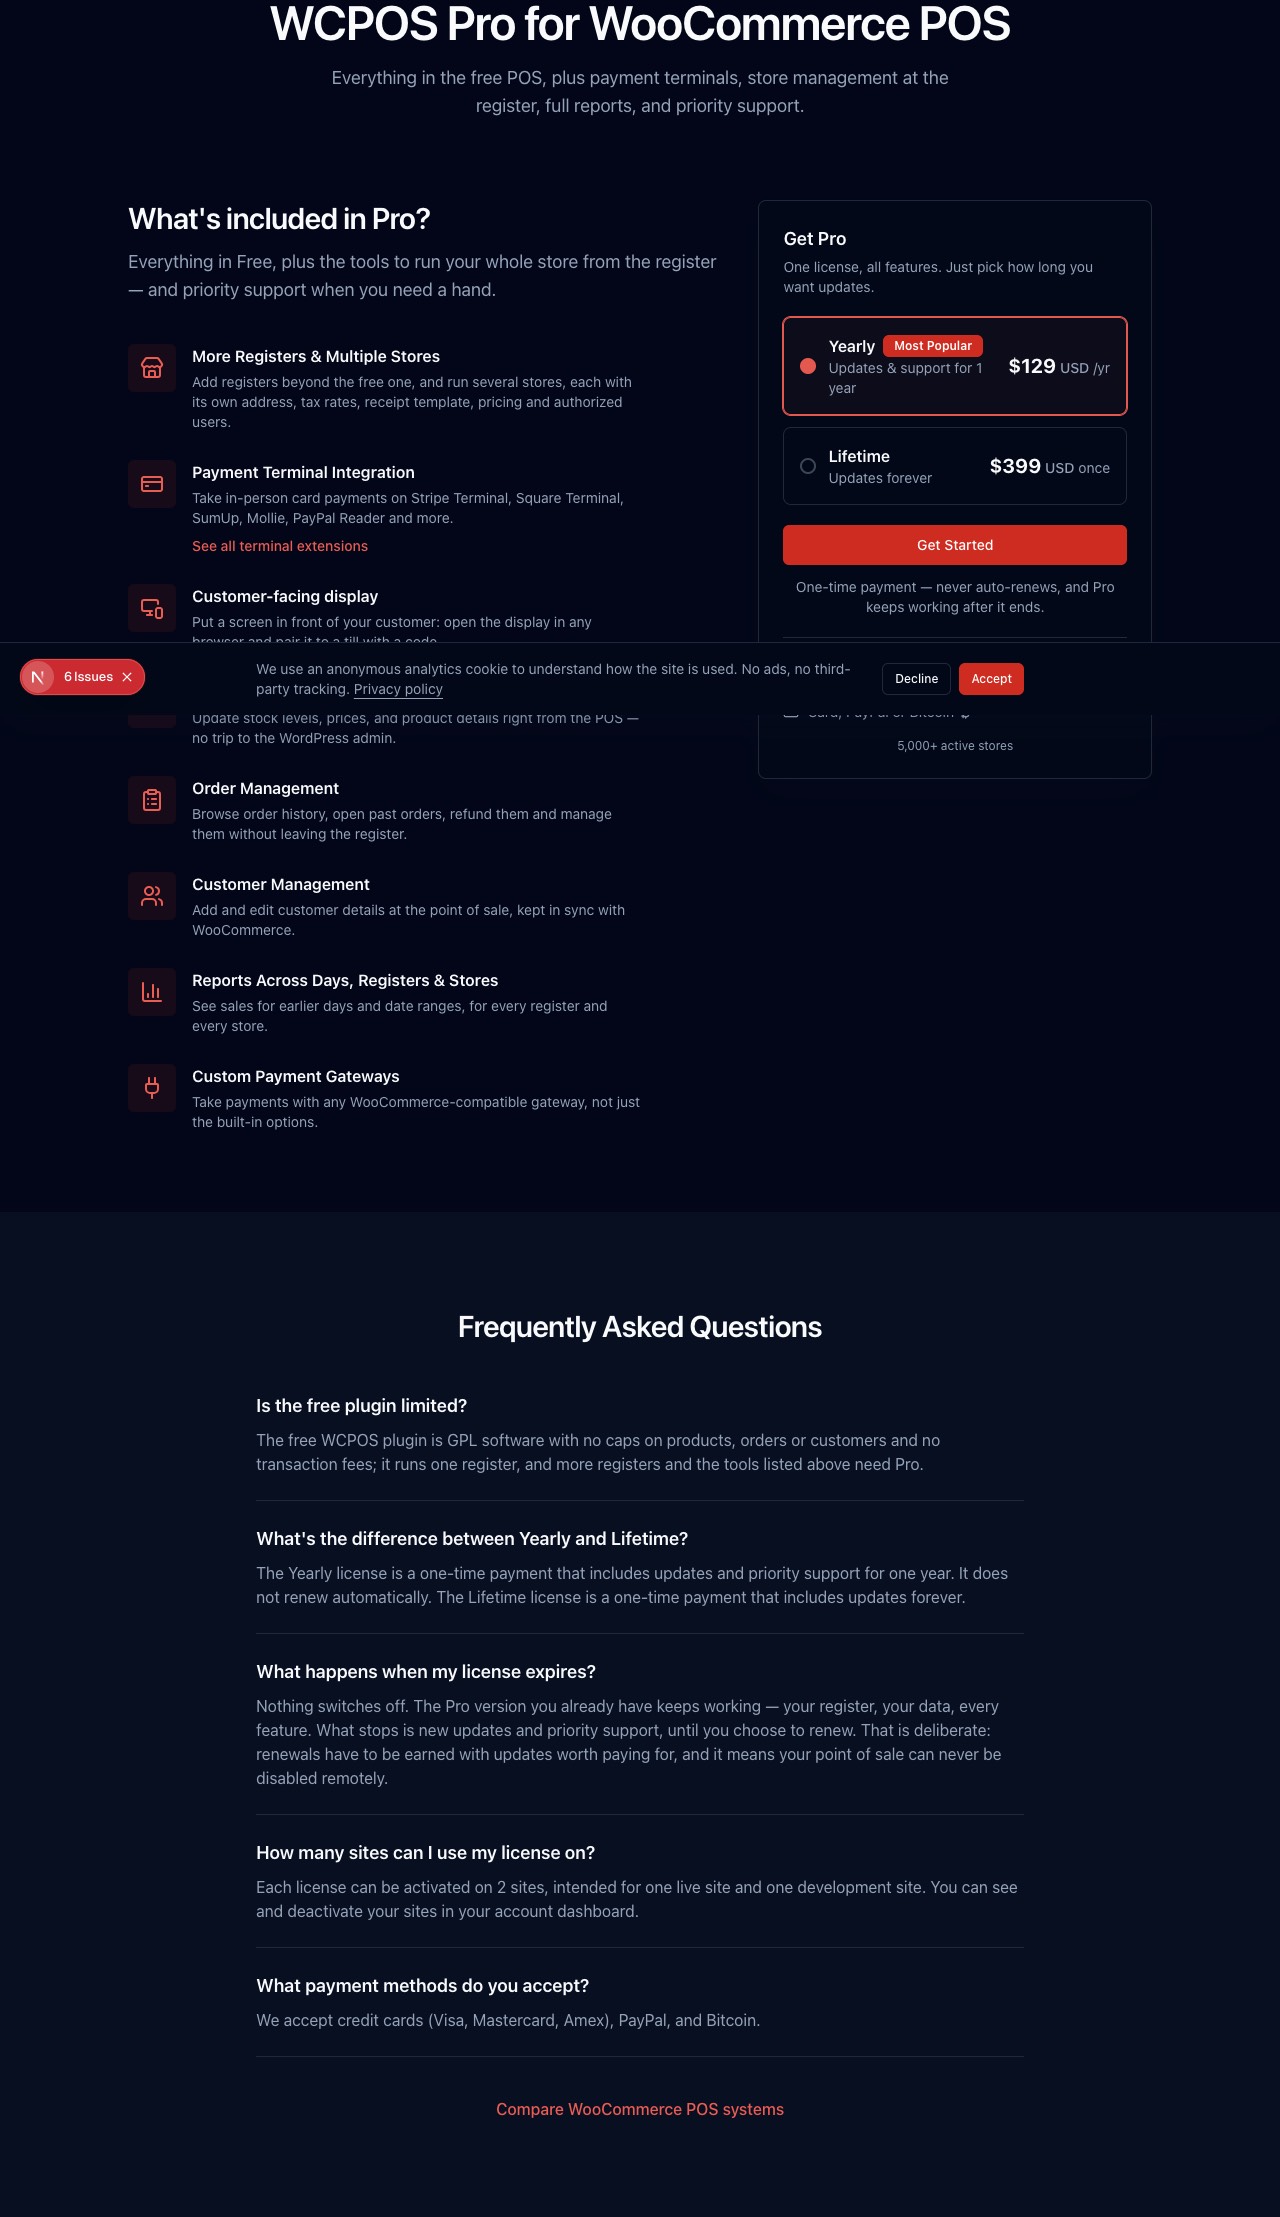 WCPOS Pro for WooCommerce POS
Everything in the free POS, plus payment terminals, store management at the
register, full reports, and priority support.
What's included in Pro?
Everything in Free, plus the tools to run your whole store from the register
— and priority support when you need a hand.
More Registers & Multiple Stores
Add registers beyond the free one, and run several stores, each with
its own address, tax rates, receipt template, pricing and authorized
users.
Payment Terminal Integration
Take in-person card payments on Stripe Terminal, Square Terminal,
SumUp, Mollie, PayPal Reader and more.
See all terminal extensions
Customer-facing display
Put a screen in front of your customer: open the display in any
browser and pair it to a till with a code.
Update stock levels, prices, and product details right from the POS —
no trip to the WordPress admin.
Order Management
Browse order history, open past orders, refund them and manage
them without leaving the register.
Customer Management
Add and edit customer details at the point of sale, kept in sync with
WooCommerce.
Reports Across Days, Registers & Stores
See sales for earlier days and date ranges, for every register and
every store.
Custom Payment Gateways
Take payments with any WooCommerce-compatible gateway, not just
the built-in options.
Get Pro
One license, all features. Just pick how long you
want updates.
Yearly Most Popular
Updates & support for 1
year
$129 USD /yr
Lifetime
Updates forever
$399 USD once
Get Started
One-time payment — never auto-renews, and Pro
keeps working after it ends.
Card, PayPal or Bitcoin
5,000+ active stores
6 Issues
We use an anonymous analytics cookie to understand how the site is used. No ads, no third-
party tracking. Privacy policy
Decline
Accept
Frequently Asked Questions
Is the free plugin limited?
The free WCPOS plugin is GPL software with no caps on products, orders or customers and no
transaction fees; it runs one register, and more registers and the tools listed above need Pro.
What's the difference between Yearly and Lifetime?
The Yearly license is a one-time payment that includes updates and priority support for one year. It does
not renew automatically. The Lifetime license is a one-time payment that includes updates forever.
What happens when my license expires?
Nothing switches off. The Pro version you already have keeps working — your register, your data, every
feature. What stops is new updates and priority support, until you choose to renew. That is deliberate:
renewals have to be earned with updates worth paying for, and it means your point of sale can never be
disabled remotely.
How many sites can I use my license on?
Each license can be activated on 2 sites, intended for one live site and one development site. You can see
and deactivate your sites in your account dashboard.
What payment methods do you accept?
We accept credit cards (Visa, Mastercard, Amex), PayPal, and Bitcoin.
Compare WooCommerce POS systems